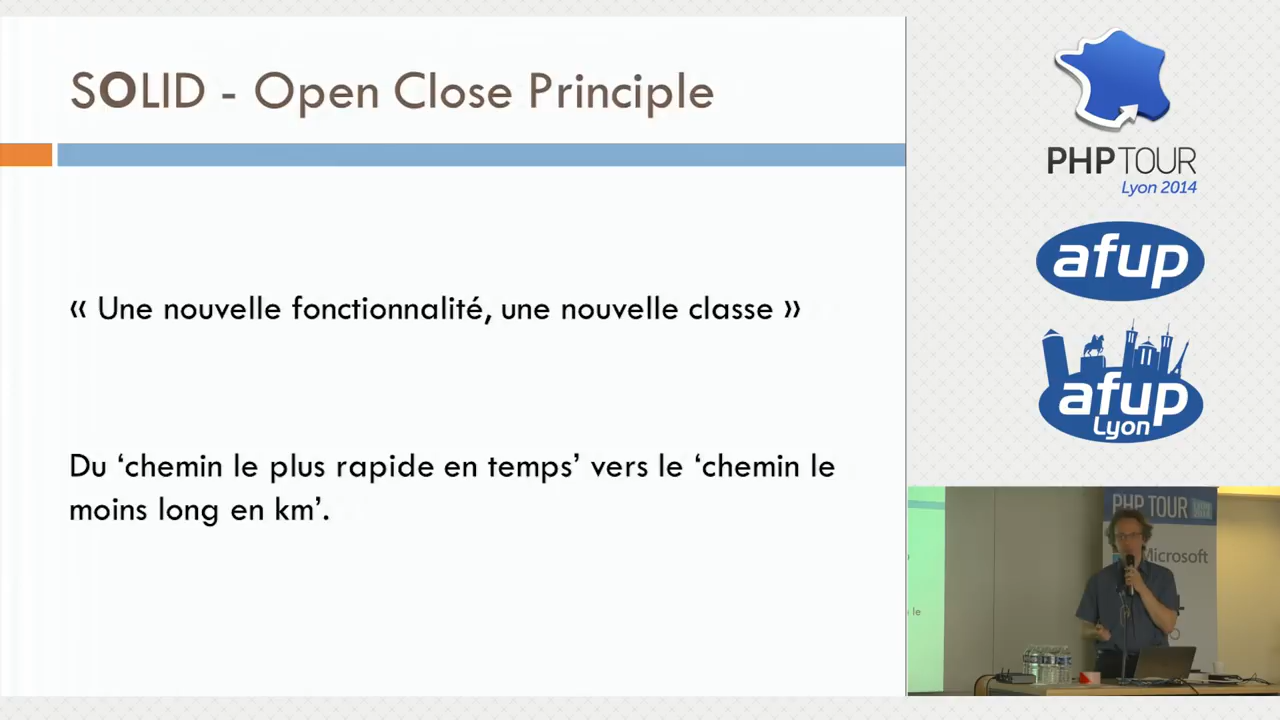 SOLID - Open Close Principle
« Une nouvelle fonctionnalité, une nouvelle classe »
Du ‘chemin le plus rapide en temps’ vers le ‘chemin le
moins long en km’.
PHP TOUR
Lyon 2014
afup
afup
Lyon
PHP TOUR
Microsoft
le